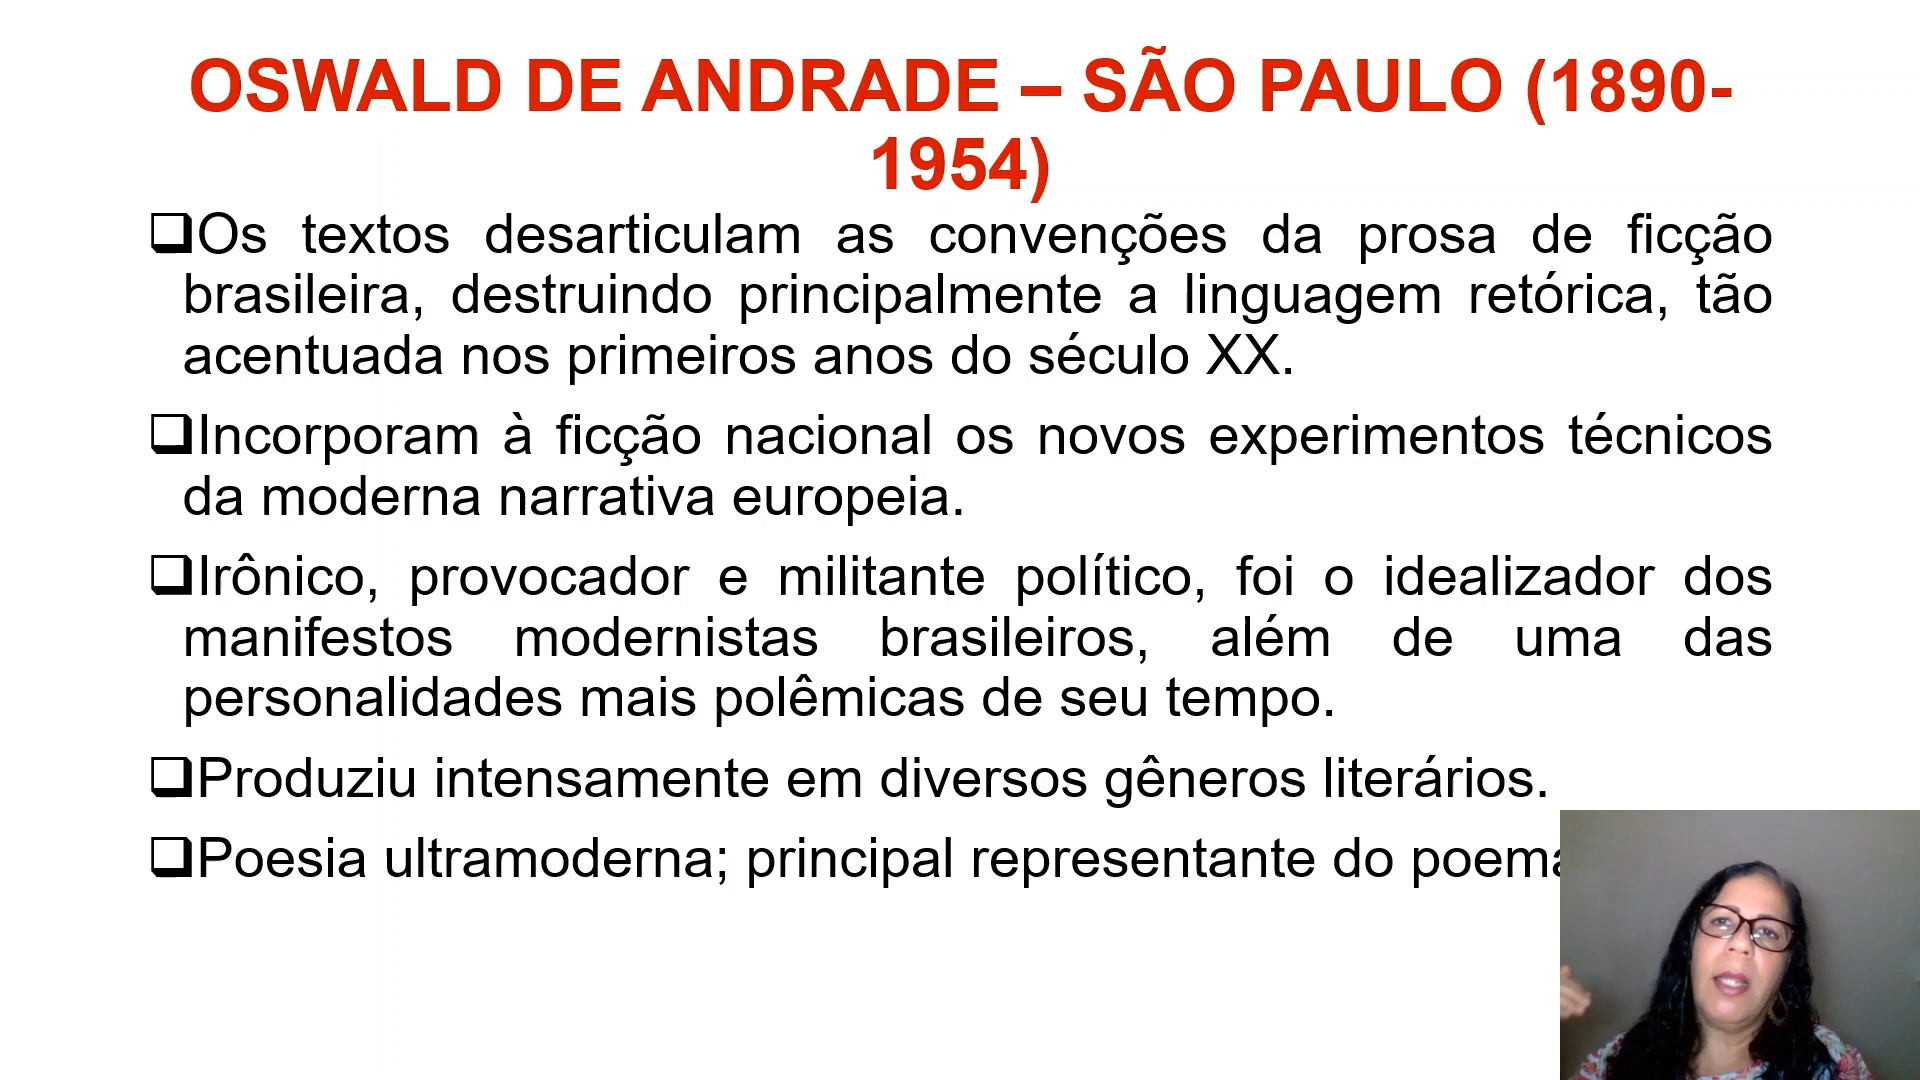 OSWALD DE ANDRADE – SÃO PAULO (1890-
1954)
❑Os textos desarticulam as convenções da prosa de ficção
brasileira, destruindo principalmente a linguagem retórica, tão
acentuada nos primeiros anos do século XX.
❑Incorporam à ficção nacional os novos experimentos técnicos
da moderna narrativa europeia.
❑Irônico, provocador e militante político, foi o idealizador dos
manifestos modernistas brasileiros, além de uma das
personalidades mais polêmicas de seu tempo.
❑Produziu intensamente em diversos gêneros literários.
❑Poesia ultramoderna; principal representante do poema